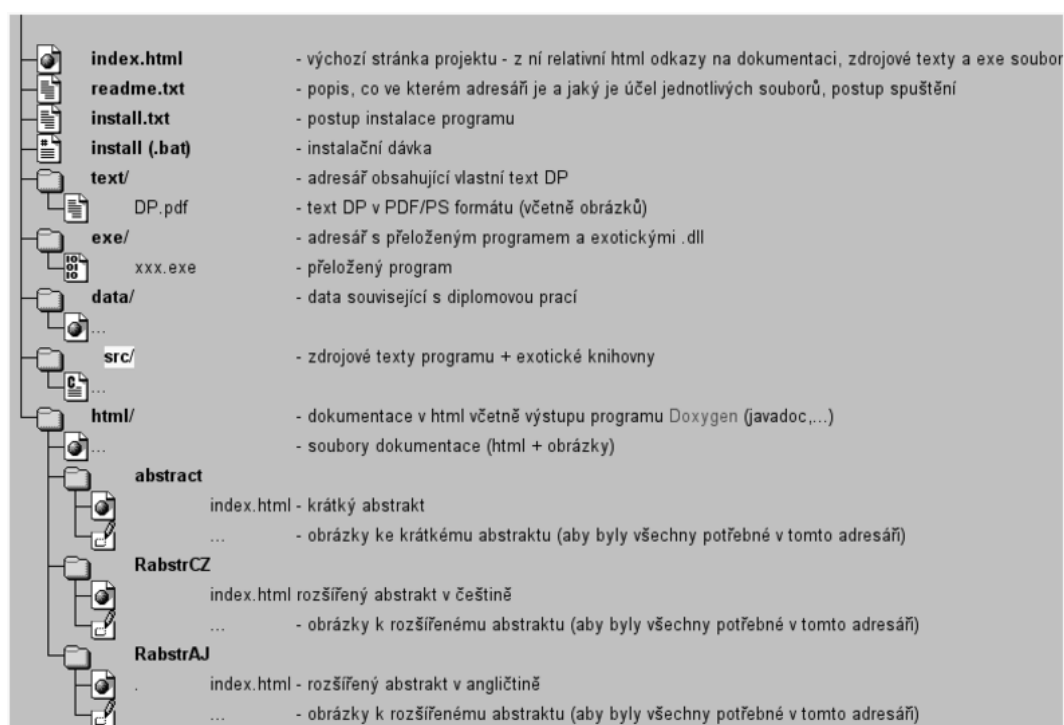 index.html - výchozí stránka projektu - z ní relativní html odkazy na dokumentaci, zdrojové texty a exe soubor
readme.txt - popis, co ve kterém adresáři je a jaký je účel jednotlivých souborů, postup spuštění
install.txt - postup instalace programu
install (.bat) - instalační dávka
text/ - adresář obsahující vlastní text DP
DP.pdf - text DP v PDF/PS formátu (včetně obrázků)
exe/ - adresář s přeloženým programem a exotickými .dll
xxx.exe - přeložený program
data/ - data související s diplomovou prací
...
src/ - zdrojové texty programu + exotické knihovny
...
html/ - dokumentace v html včetně výstupu programu Doxygen (javadoc,...)
... - soubory dokumentace (html + obrázky)
abstract
index.html - krátký abstrakt
... - obrázky ke krátkému abstraktu (aby byly všechny potřebné v tomto adresáři)
RabstrCZ
index.html rozšířený abstrakt v češtině
... - obrázky k rozšířenému abstraktu (aby byly všechny potřebné v tomto adresáři)
RabstrAJ
. index.html - rozšířený abstrakt v angličtině
... - obrázky k rozšířenému abstraktu (aby byly všechny potřebné v tomto adresáři)